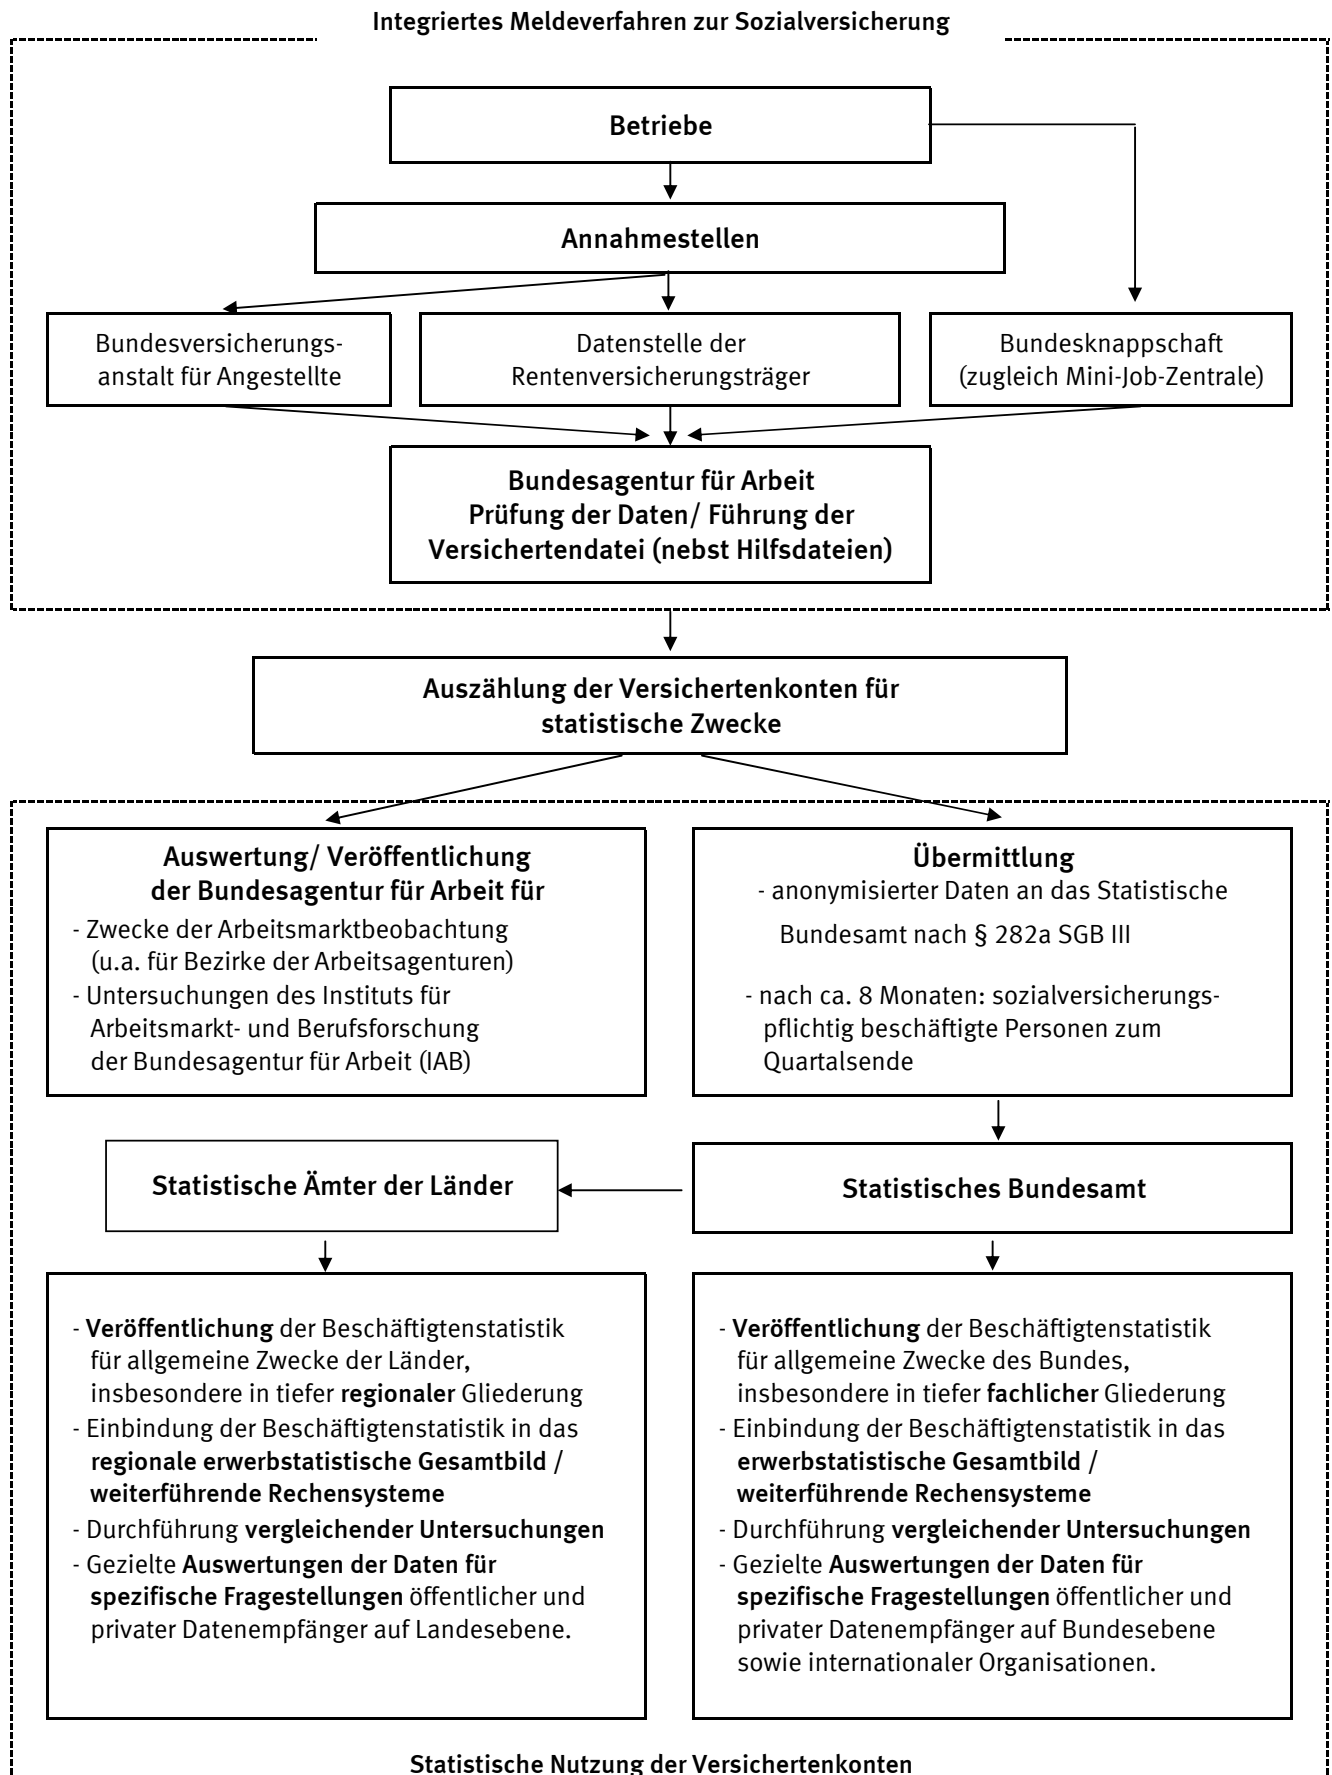 Integriertes Meldeverfahren zur Sozialversicherung
Betriebe
Annahmestellen
Bundesversicherungs-
anstalt für Angestellte
Datenstelle der
Rentenversicherungsträger
Bundesknappschaft
(zugleich Mini-Job-Zentrale)
Bundesagentur für Arbeit
Prüfung der Daten/ Führung der
Versichertendatei (nebst Hilfsdateien)
Auszählung der Versichertenkonten für
statistische Zwecke
Auswertung/ Veröffentlichung
der Bundesagentur für Arbeit für
- Zwecke der Arbeitsmarktbeobachtung
(u.a. für Bezirke der Arbeitsagenturen)
- Untersuchungen des Instituts für
Arbeitsmarkt- und Berufsforschung
der Bundesagentur für Arbeit (IAB)
Übermittlung
- anonymisierter Daten an das Statistische
Bundesamt nach § 282a SGB III
- nach ca. 8 Monaten: sozialversicherungs-
pflichtig beschäftigte Personen zum
Quartalsende
Statistische Ämter der Länder
Statistisches Bundesamt
- Veröffentlichung der Beschäftigtenstatistik
für allgemeine Zwecke der Länder,
insbesondere in tiefer regionaler Gliederung
- Einbindung der Beschäftigtenstatistik in das
regionale erwerbstatistische Gesamtbild /
weiterführende Rechensysteme
- Durchführung vergleichender Untersuchungen
- Gezielte Auswertungen der Daten für
spezifische Fragestellungen öffentlicher und
privater Datenempfänger auf Landesebene.
- Veröffentlichung der Beschäftigtenstatistik
für allgemeine Zwecke des Bundes,
insbesondere in tiefer fachlicher Gliederung
- Einbindung der Beschäftigtenstatistik in das
erwerbstatistische Gesamtbild /
weiterführende Rechensysteme
- Durchführung vergleichender Untersuchungen
- Gezielte Auswertungen der Daten für
spezifische Fragestellungen öffentlicher und
privater Datenempfänger auf Bundesebene
sowie internationaler Organisationen.
Statistische Nutzung der Versichertenkonten